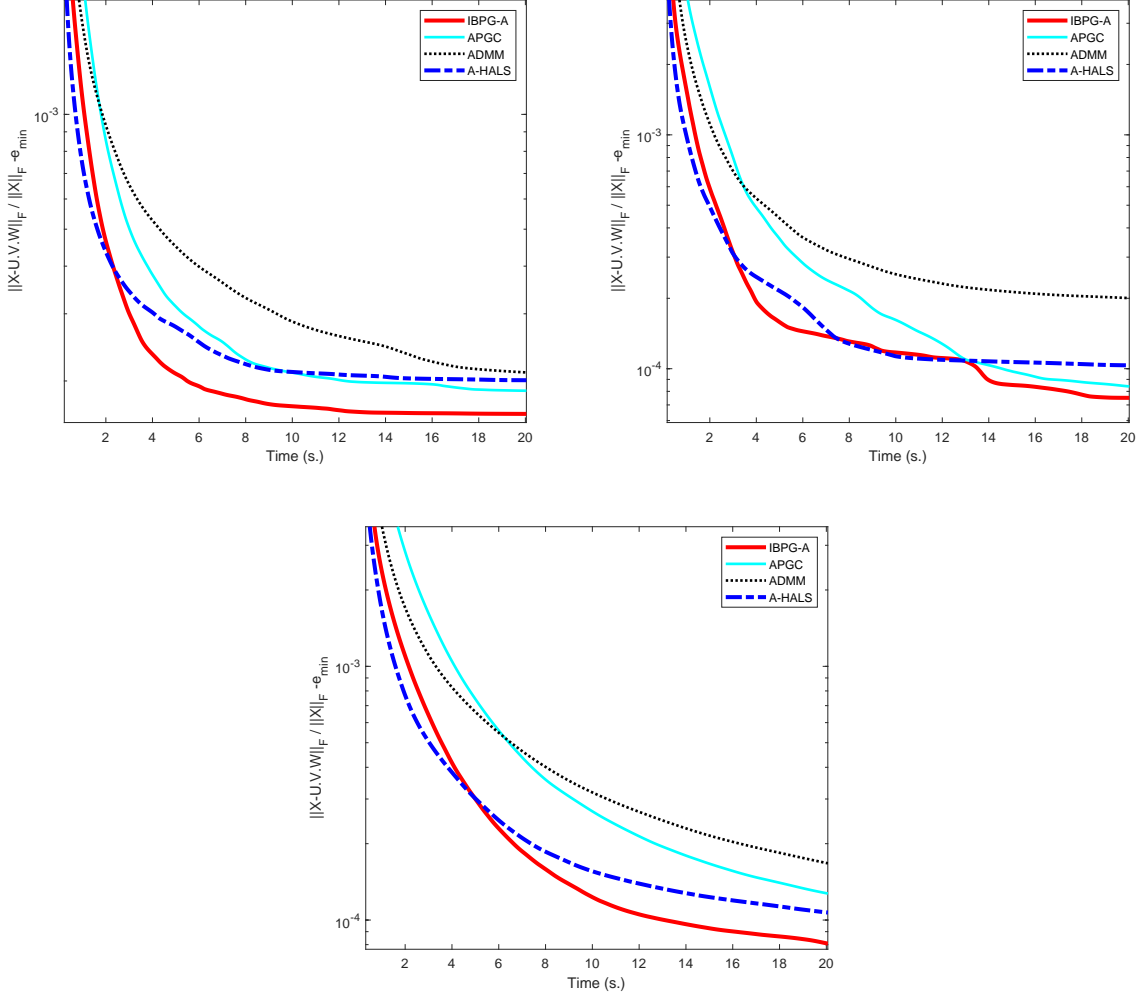 IBPG-A
APGC
ADMM
A-HALS
10^-3
||X-U.V.W||_F / ||X||_F -e_min
2 4 6 8 10 12 14 16 18 20
Time (s.)
IBPG-A
APGC
ADMM
A-HALS
10^-3
10^-4
||X-U.V.W||_F / ||X||_F -e_min
2 4 6 8 10 12 14 16 18 20
Time (s.)
IBPG-A
APGC
ADMM
A-HALS
10^-3
10^-4
||X-U.V.W||_F / ||X||_F -e_min
2 4 6 8 10 12 14 16 18 20
Time (s.)